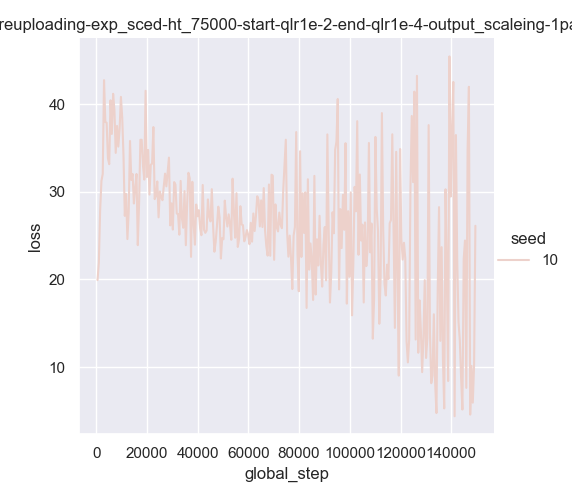 reuploading-exp_sced-ht_75000-start-qlr1e-2-end-qlr1e-4-output_scaleing-1pa
40
30
20
10
loss
seed
10
0 20000 40000 60000 80000 100000 120000 140000
global_step